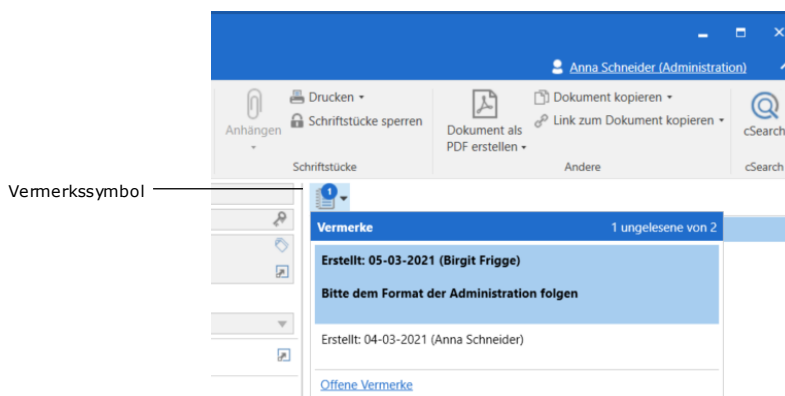 Anna Schneider (Administration)
Anhängen
Drucken
Schriftstücke sperren
Schriftstücke
Dokument als
PDF erstellen
Dokument kopieren
Link zum Dokument kopieren
Andere
cSearch
cSearch
Vermerkssymbol
1
Vermerke 1 ungelesene von 2
Erstellt: 05-03-2021 (Birgit Frigge)
Bitte dem Format der Administration folgen
Erstellt: 04-03-2021 (Anna Schneider)
Offene Vermerke